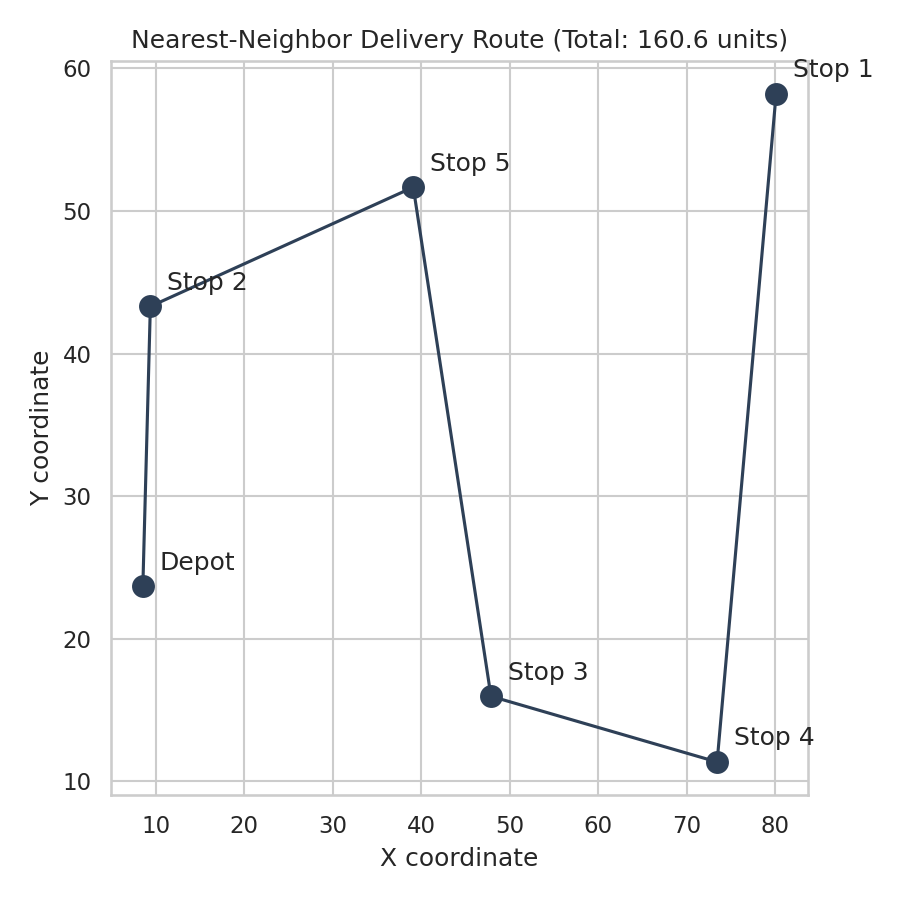 Nearest-Neighbor Delivery Route (Total: 160.6 units)
60
Stop 1
Stop 5
50
Stop 2
40
Y coordinate
30
Depot
20
Stop 3
Stop 4
10
10 20 30 40 50 60 70 80
X coordinate